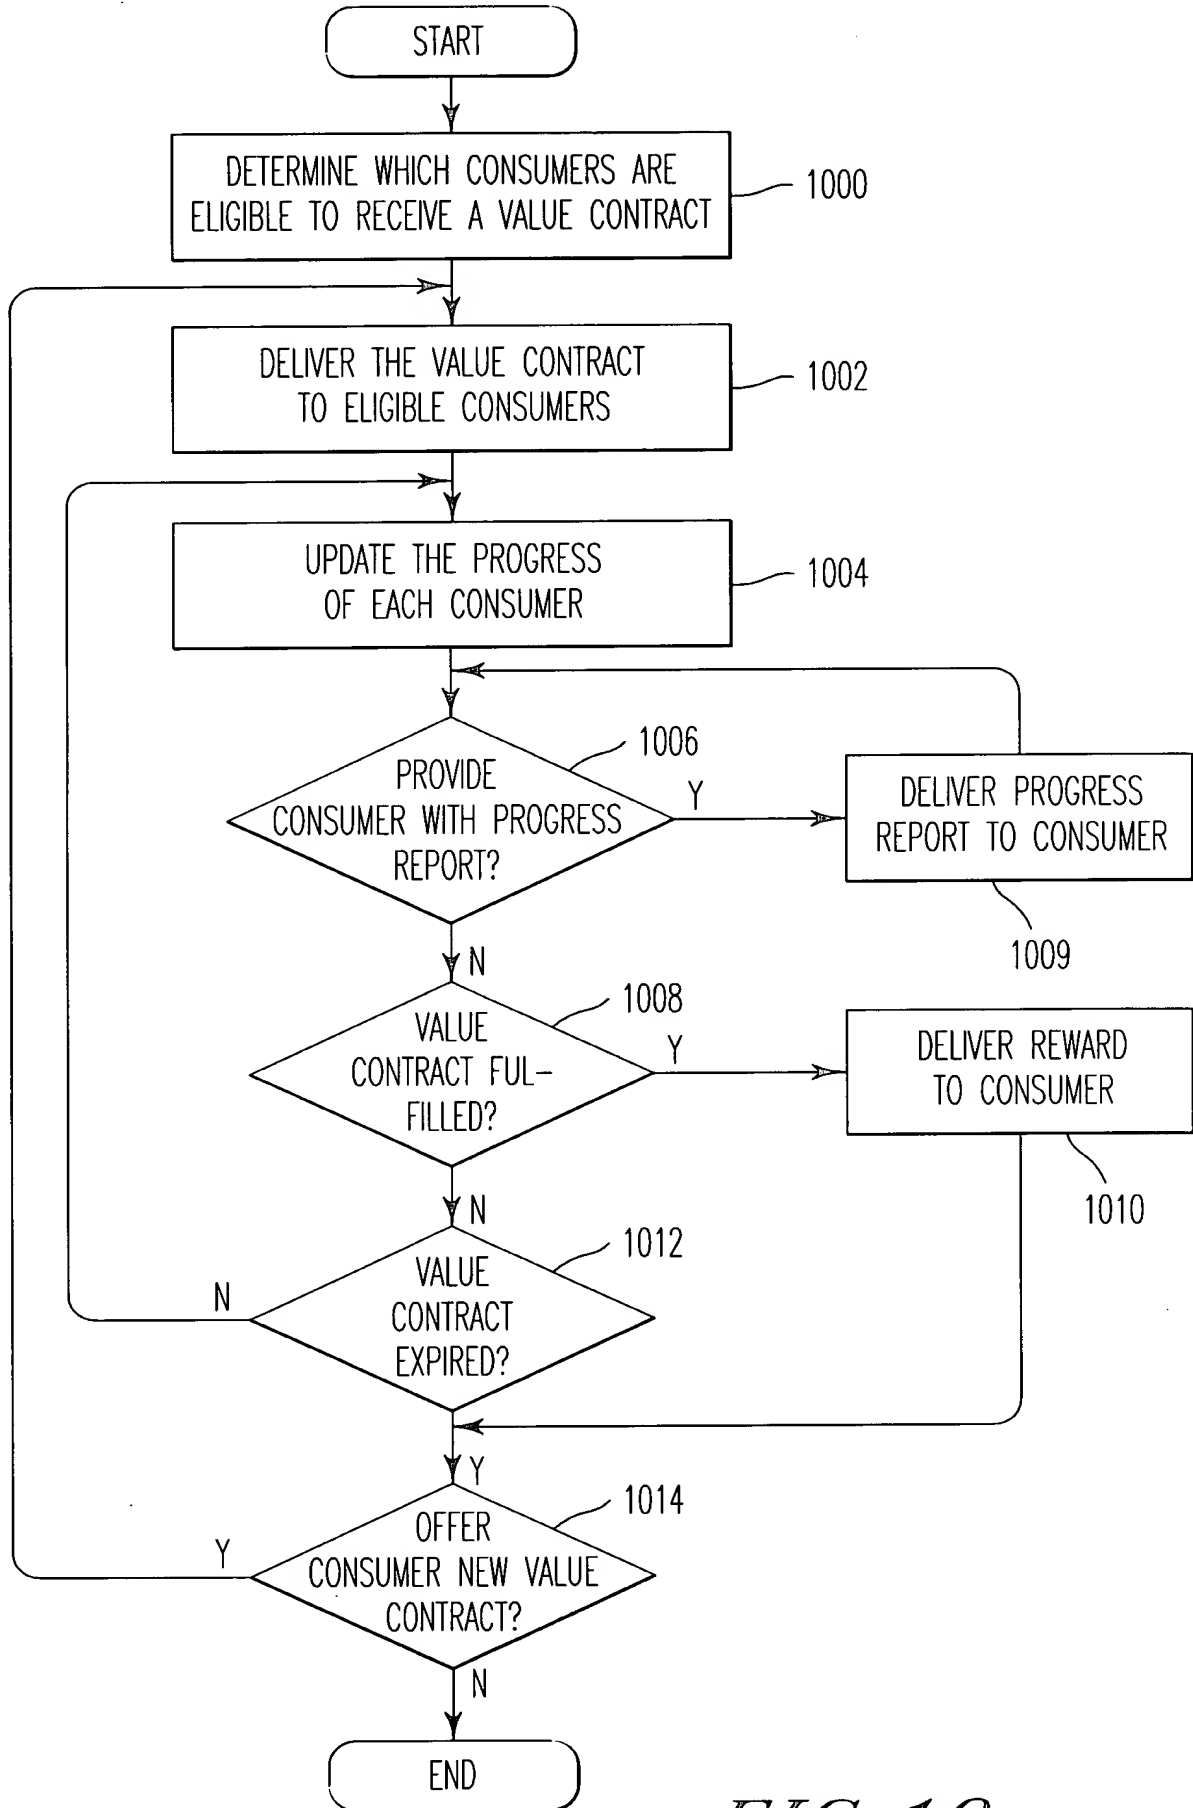 START
DETERMINE WHICH CONSUMERS ARE
ELIGIBLE TO RECEIVE A VALUE CONTRACT
1000
DELIVER THE VALUE CONTRACT
TO ELIGIBLE CONSUMERS
1002
UPDATE THE PROGRESS
OF EACH CONSUMER
1004
PROVIDE
CONSUMER WITH PROGRESS
REPORT?
1006
Y
DELIVER PROGRESS
REPORT TO CONSUMER
1009
N
VALUE
CONTRACT FUL-
FILLED?
1008
Y
DELIVER REWARD
TO CONSUMER
1010
N
VALUE
CONTRACT
EXPIRED?
1012
N
Y
OFFER
CONSUMER NEW VALUE
CONTRACT?
1014
Y
N
END